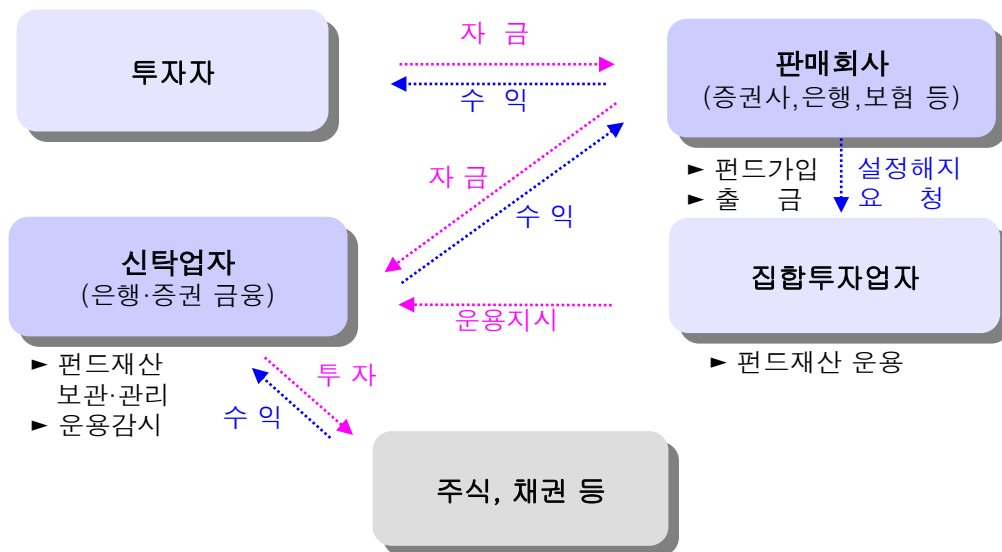 자 금
투자자
수 익
판매회사
(증권사,은행,보험 등)
► 펀드가입
► 출 금
설정해지
요 청
자 금
수 익
신탁업자
(은행·증권 금융)
집합투자업자
운용지시
► 펀드재산
보관·관리
► 운용감시
► 펀드재산 운용
투 자
수 익
주식, 채권 등